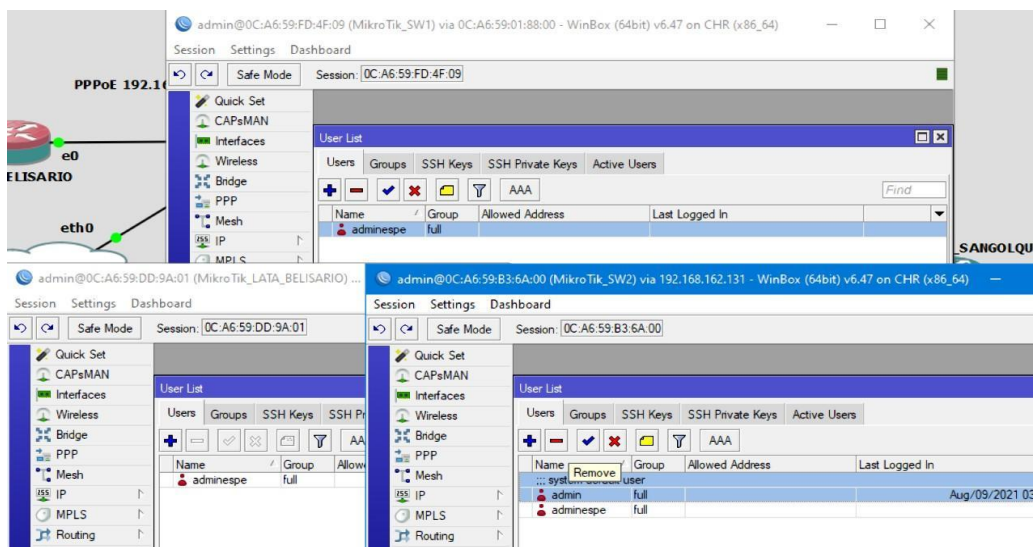 admin@0C:A6:59:FD:4F:09 (MikroTik_SW1) via 0C:A6:59:01:88:00 - WinBox (64bit) v6.47 on CHR (x86_64)
Session Settings Dashboard
Safe Mode Session: 0C:A6:59:FD:4F:09
PPPoE 192.16
Quick Set
CAPsMAN
Interfaces
Wireless
Bridge
PPP
Mesh
IP
MPLS
User List
Users Groups SSH Keys SSH Private Keys Active Users
AAA Find
Name / Group Allowed Address Last Logged In
adminespe full
e0
ELISARIO
eth0
_SANGOLQU
admin@0C:A6:59:DD:9A:01 (MikroTik_LATA_BELISARIO) ...
Session Settings Dashboard
Safe Mode Session: 0C:A6:59:DD:9A:01
Quick Set
CAPsMAN
Interfaces
Wireless
Bridge
PPP
Mesh
IP
MPLS
Routing
User List
Users Groups SSH Keys SSH Pr
AA
Name / Group Allow
adminespe full
admin@0C:A6:59:B3:6A:00 (MikroTik_SW2) via 192.168.162.131 - WinBox (64bit) v6.47 on CHR (x86_64)
Session Settings Dashboard
Safe Mode Session: 0C:A6:59:B3:6A:00
Quick Set
CAPsMAN
Interfaces
Wireless
Bridge
PPP
Mesh
IP
MPLS
Routing
User List
Users Groups SSH Keys SSH Private Keys Active Users
AAA
Name / Group Allowed Address Last Logged In
Remove
::: system user
admin full Aug/09/2021 03
adminespe full